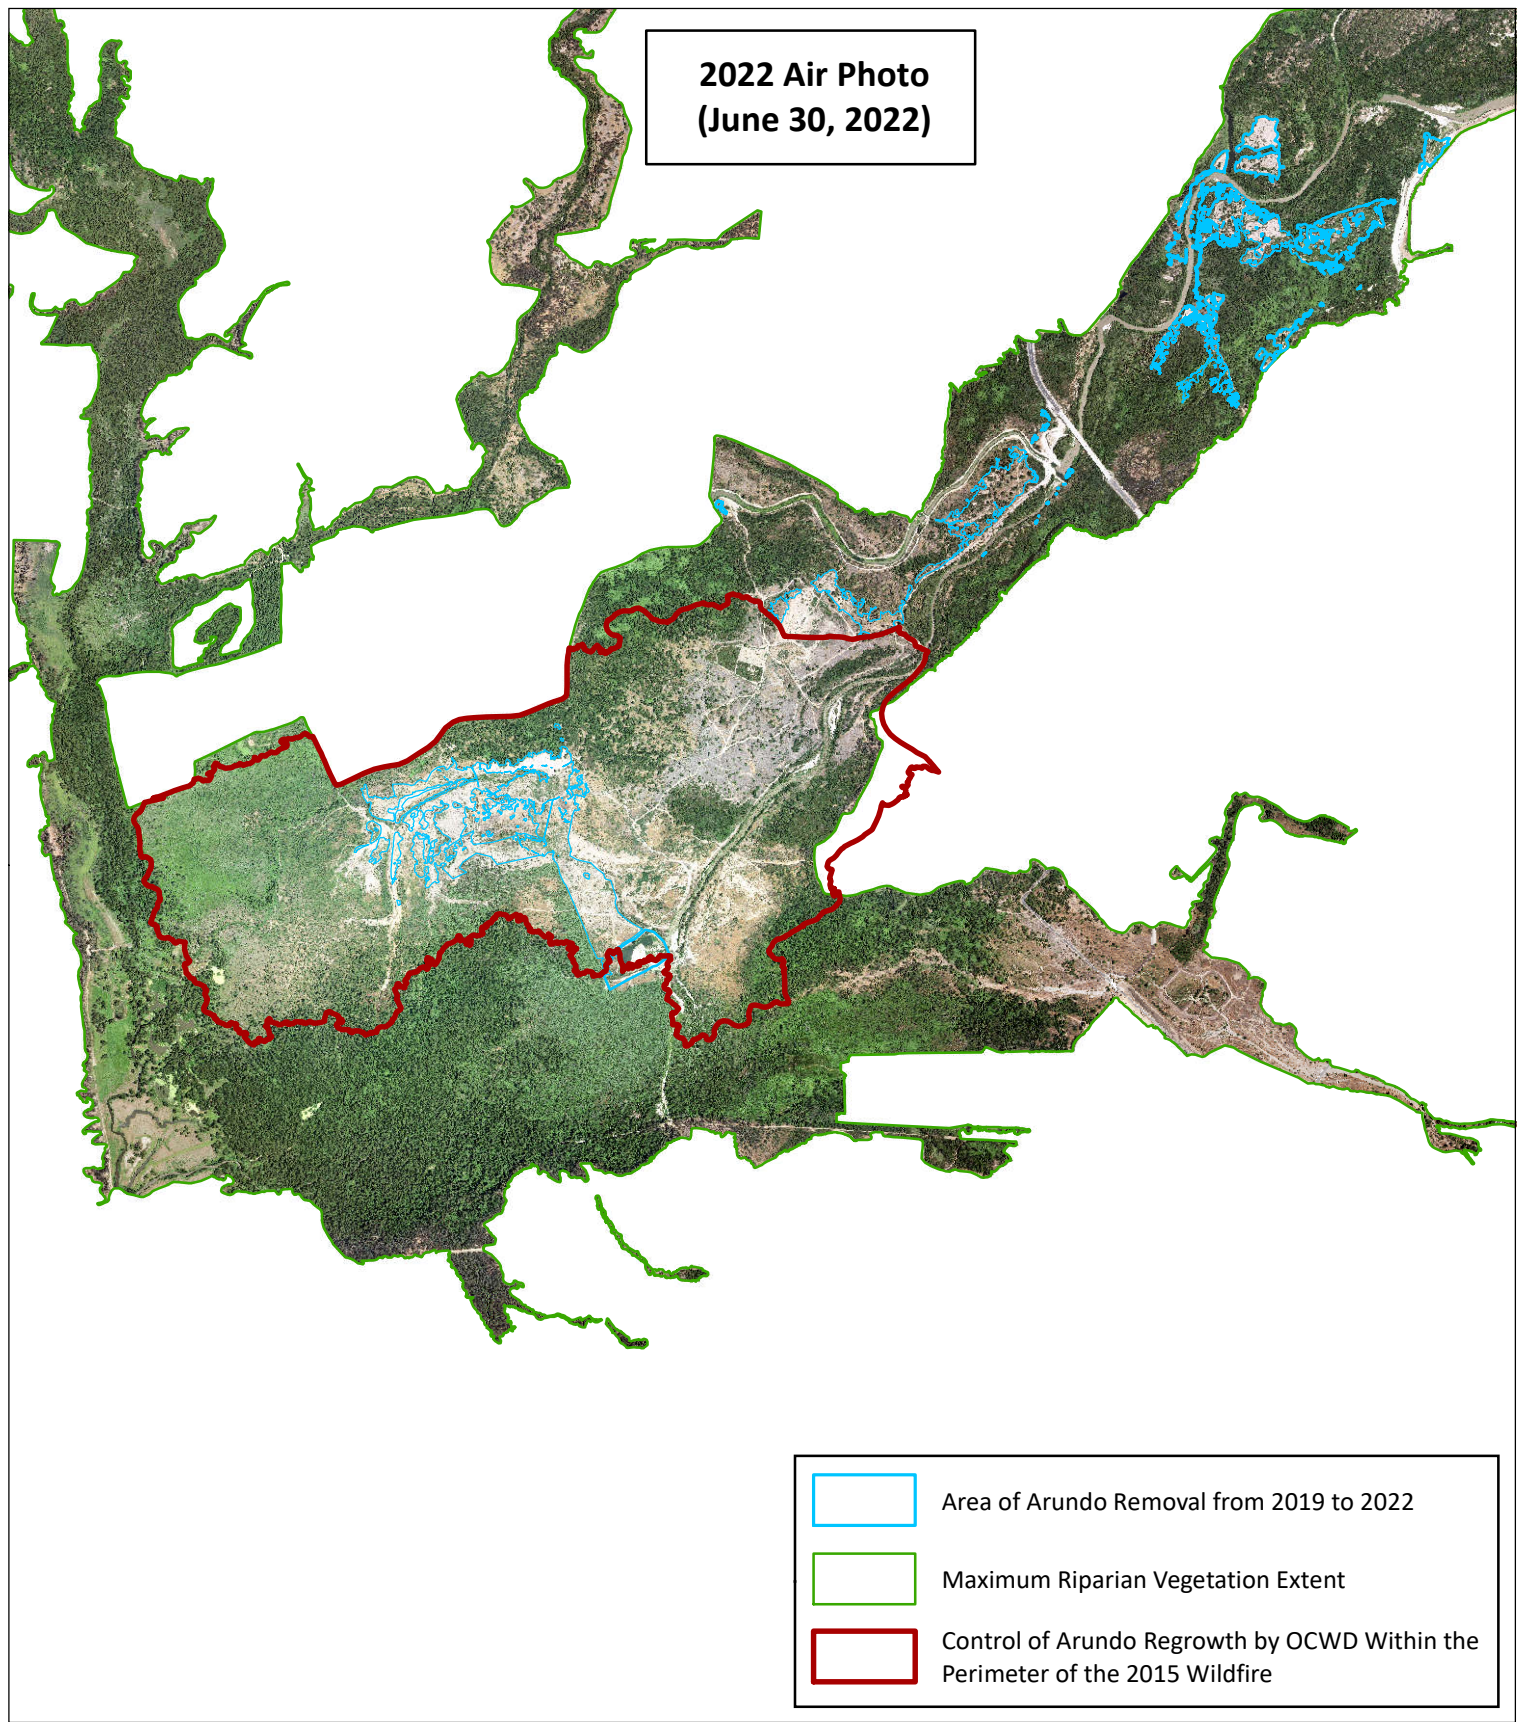 2022 Air Photo
(June 30, 2022)
Area of Arundo Removal from 2019 to 2022
Maximum Riparian Vegetation Extent
Control of Arundo Regrowth by OCWD Within the
Perimeter of the 2015 Wildfire